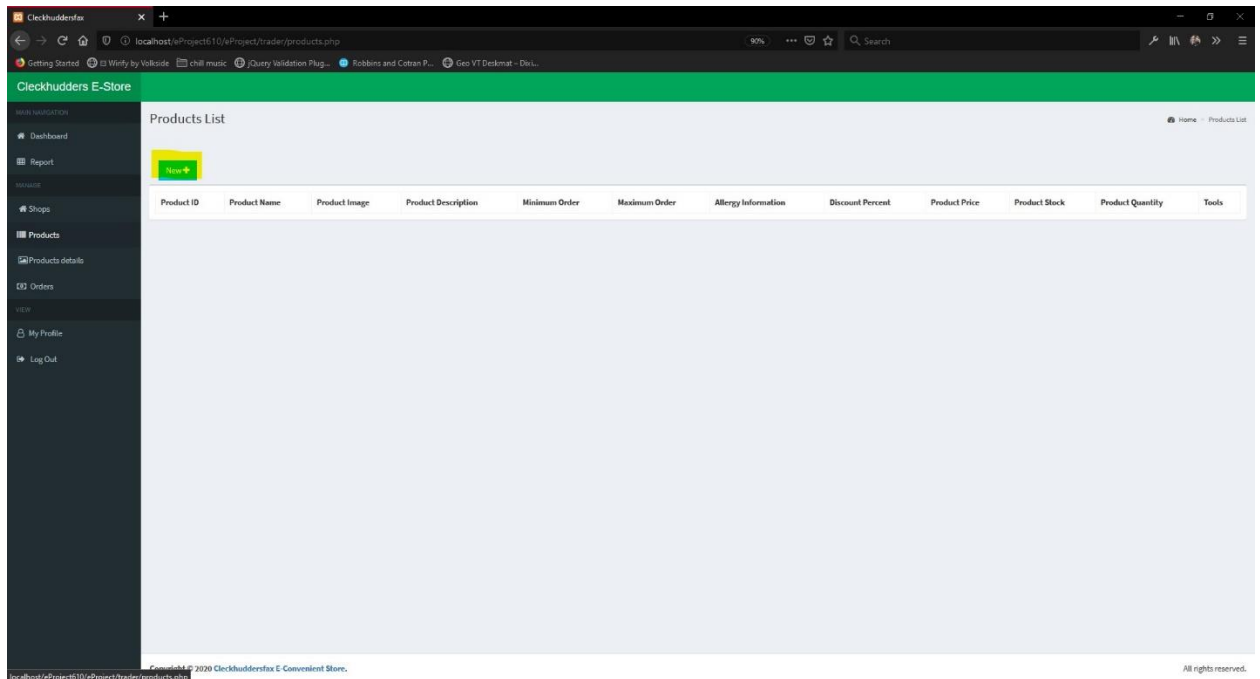 Cleckhuddersfax
localhost/eProject610/eProject/trader/products.php
90%
Search
Getting Started
Winify by Volkside
chill music
jQuery Validation Plug...
Robbins and Cotran P...
Geo VT Deskmat – Dixi...
Cleckhudders E-Store
MAIN NAVIGATION
Dashboard
Report
MANAGE
Shops
Products
Products details
Orders
VIEW
My Profile
Log Out
Products List
Home > Products List
New+
Product ID Product Name Product Image Product Description Minimum Order Maximum Order Allergy Information Discount Percent Product Price Product Stock Product Quantity Tools
Copyright © 2020 Cleckhuddersfax E-Convenient Store.
All rights reserved.
localhost/eProject610/eProject/trader/products.php